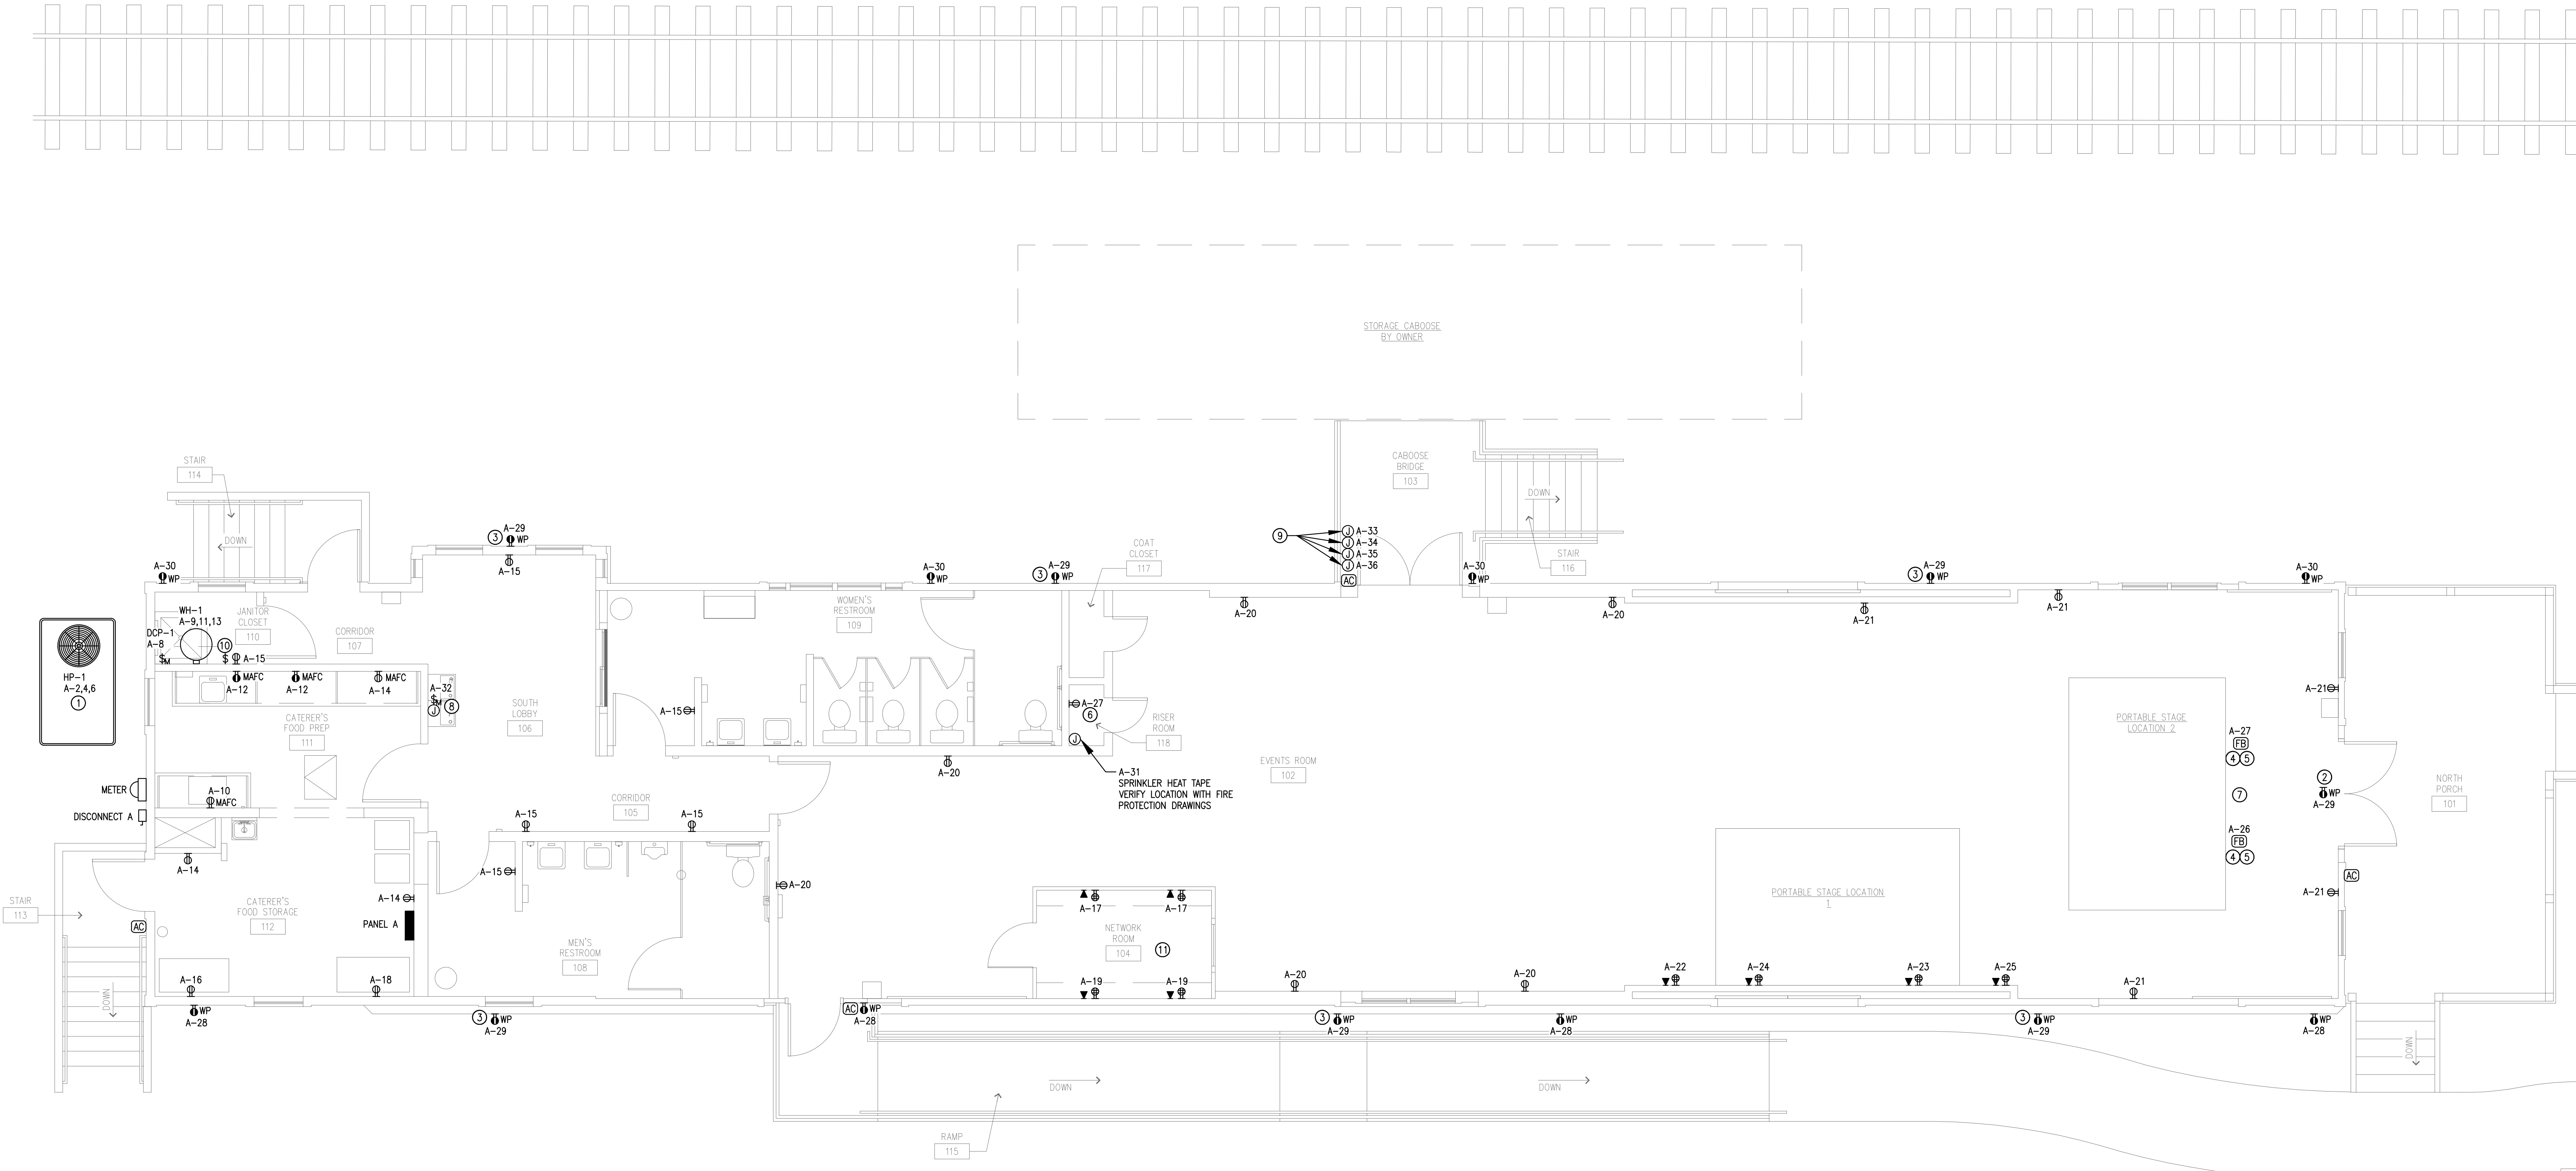 STORAGE CABOOSE
BY OWNER
CABOOSE
BRIDGE
103
DOWN
STAIR
116
STAIR
114
DOWN
9
J A-33
J A-34
J A-35
J A-36
AC
3
A-29
WP
A-15
COAT
CLOSET
117
A-30
WP
A-30
WP
3
A-29
WP
A-30
WP
3
A-29
WP
A-30
WP
WH-1
A-9,11,13
DCP-1
A-8
$M
JANITOR
CLOSET
110
10
$
A-15
CORRIDOR
107
WOMEN'S
RESTROOM
109
A-20
A-20
A-21
A-21
HP-1
A-2,4,6
1
MAFC
A-12
MAFC
A-12
MAFC
A-14
A-32
$M
J
8
SOUTH
LOBBY
106
A-15
A-27
6
RISER
ROOM
118
J
A-21
CATERER'S
FOOD PREP
111
PORTABLE STAGE
LOCATION 2
A-27
FB
4 5
A-20
EVENTS ROOM
102
A-31
SPRINKLER HEAT TAPE
VERIFY LOCATION WITH FIRE
PROTECTION DRAWINGS
2
WP
A-29
7
NORTH
PORCH
101
METER
A-10
MAFC
DISCONNECT A
CORRIDOR
105
A-15
A-15
A-26
FB
4 5
A-14
A-15
A-20
AC
A-21
STAIR
113
A-14
CATERER'S
FOOD STORAGE
112
PANEL A
AC
A-17
A-17
PORTABLE STAGE LOCATION
1
MEN'S
RESTROOM
108
NETWORK
ROOM
104
11
A-16
A-18
A-19
A-19
A-20
A-20
A-22
A-24
A-23
A-25
A-21
DOWN
WP
A-28
3
WP
A-29
AC
WP
A-28
3
WP
A-29
WP
A-28
3
WP
A-29
WP
A-28
DOWN
DOWN
DOWN
RAMP
115